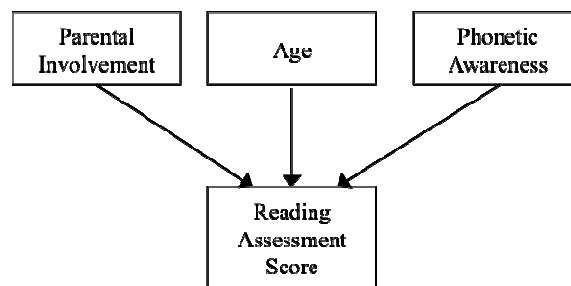 Parental
Involvement
Age
Phonetic
Awareness
Reading
Assessment
Score